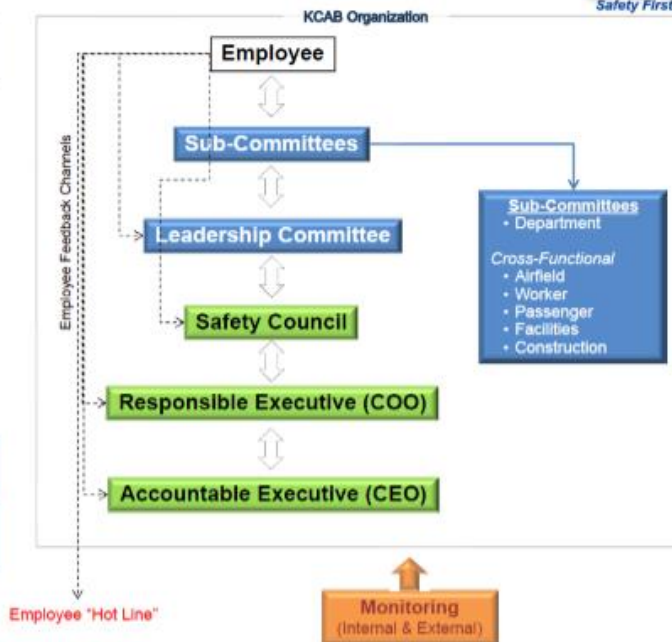 Safety First
KCAB Organization
Employee
Sub-Committees
Sub-Committees
• Department
Cross-Functional
• Airfield
• Worker
• Passenger
• Facilities
• Construction
Leadership Committee
Safety Council
Responsible Executive (COO)
Accountable Executive (CEO)
Employee Feedback Channels
Employee "Hot Line"
Monitoring
(Internal & External)